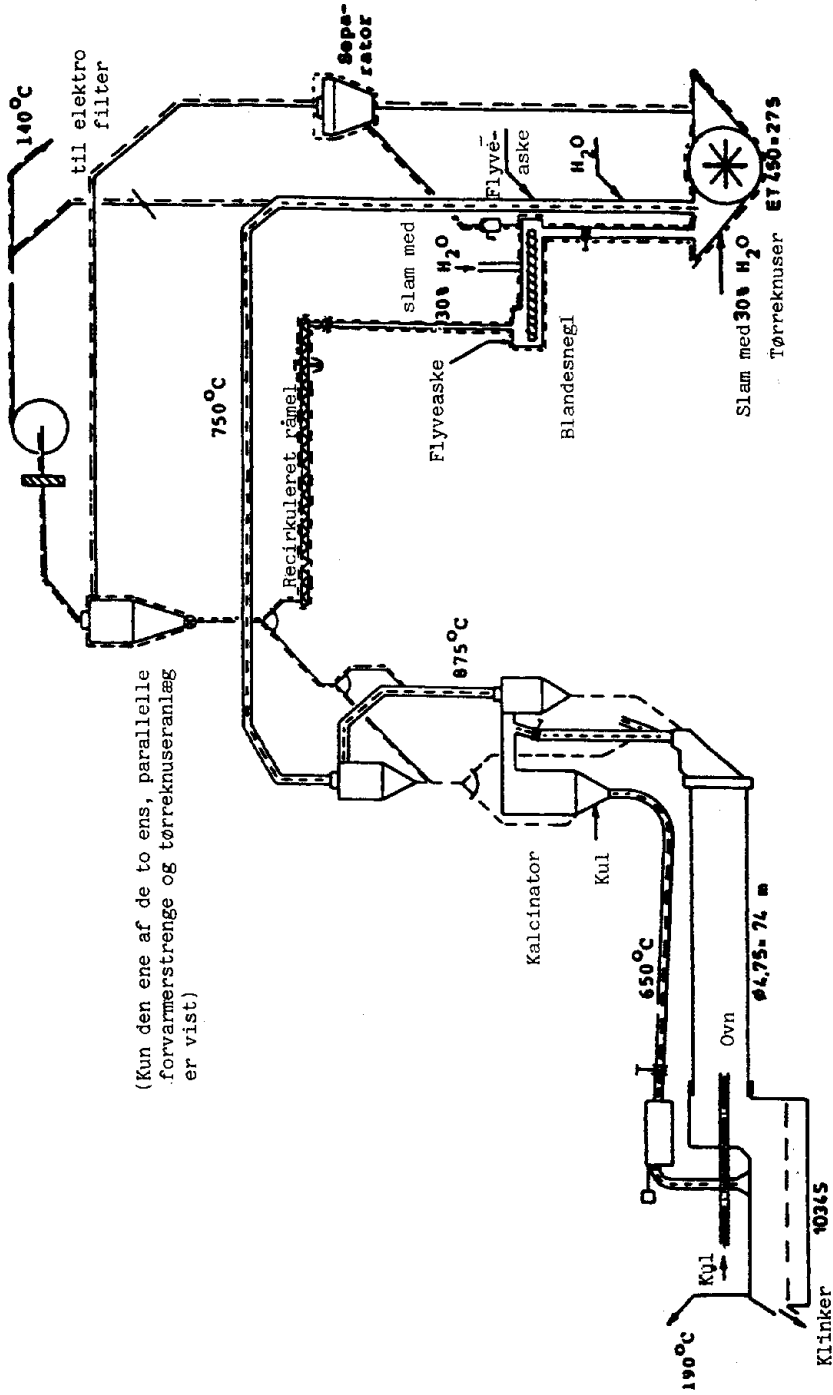 140°C
til elektro
filter
Sepa-
rator
(Kun den ene af de to ens, parallelle
forvarmerstrenge og tørreknuseranlæg
er vist)
750°C
Recirkuleret råmel
slam med
30% H₂O
Flyve-
aske
H₂O
Flyveaske
Blandesnegl
ET 450×275
Slam med 30% H₂O
Tørreknuser
875°C
Kalcinator
Kul
650°C
Ovn
ø4,75× 74 m
Kul
190°C
Klinker
1034S